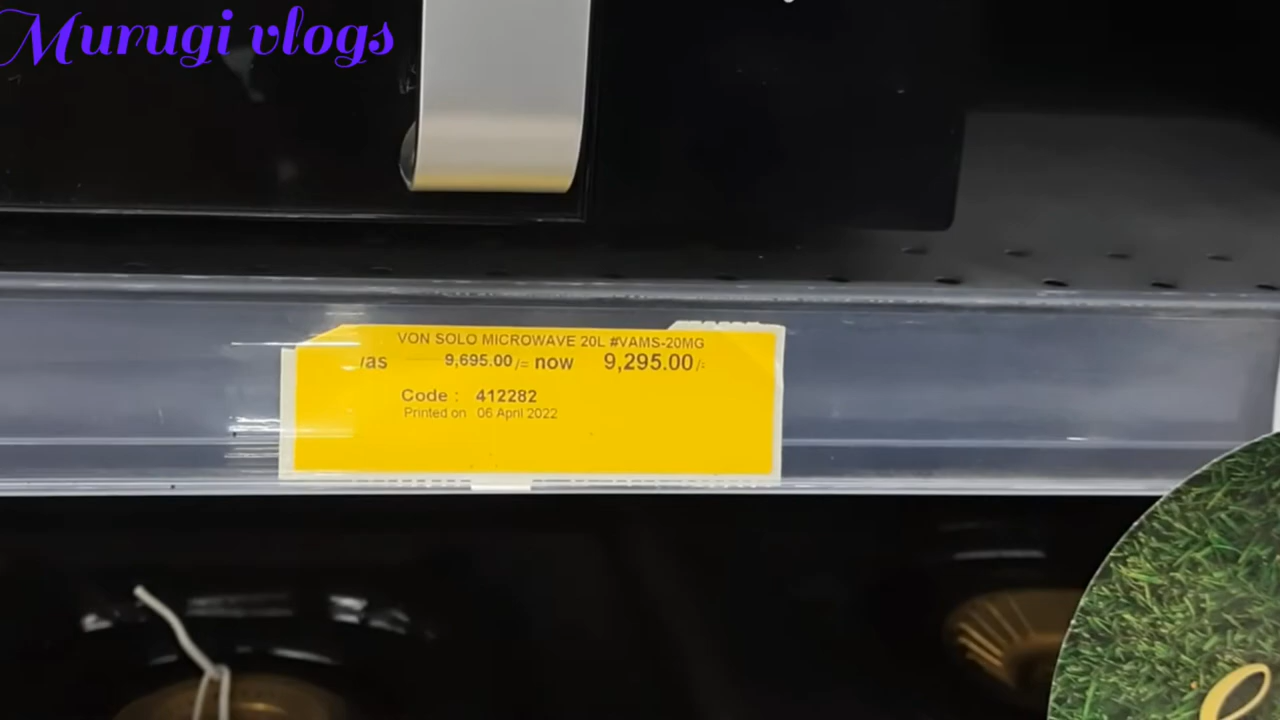 Murugi vlogs
VON SOLO MICROWAVE 20L #VAMS-20MG
/as 9,695.00/= now 9,295.00/=
Code : 412282
Printed on 06 April 2022